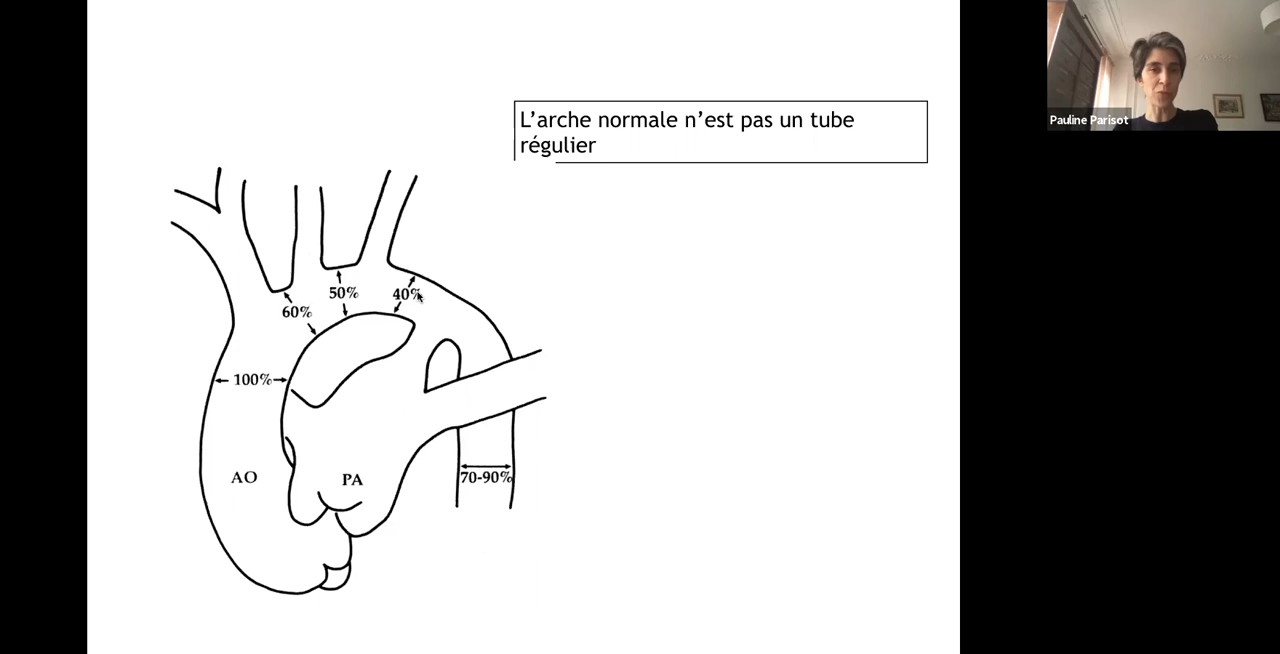 L’arche normale n’est pas un tube
régulier
Pauline Parisot
60%
50%
40%
100%
AO
PA
70-90%